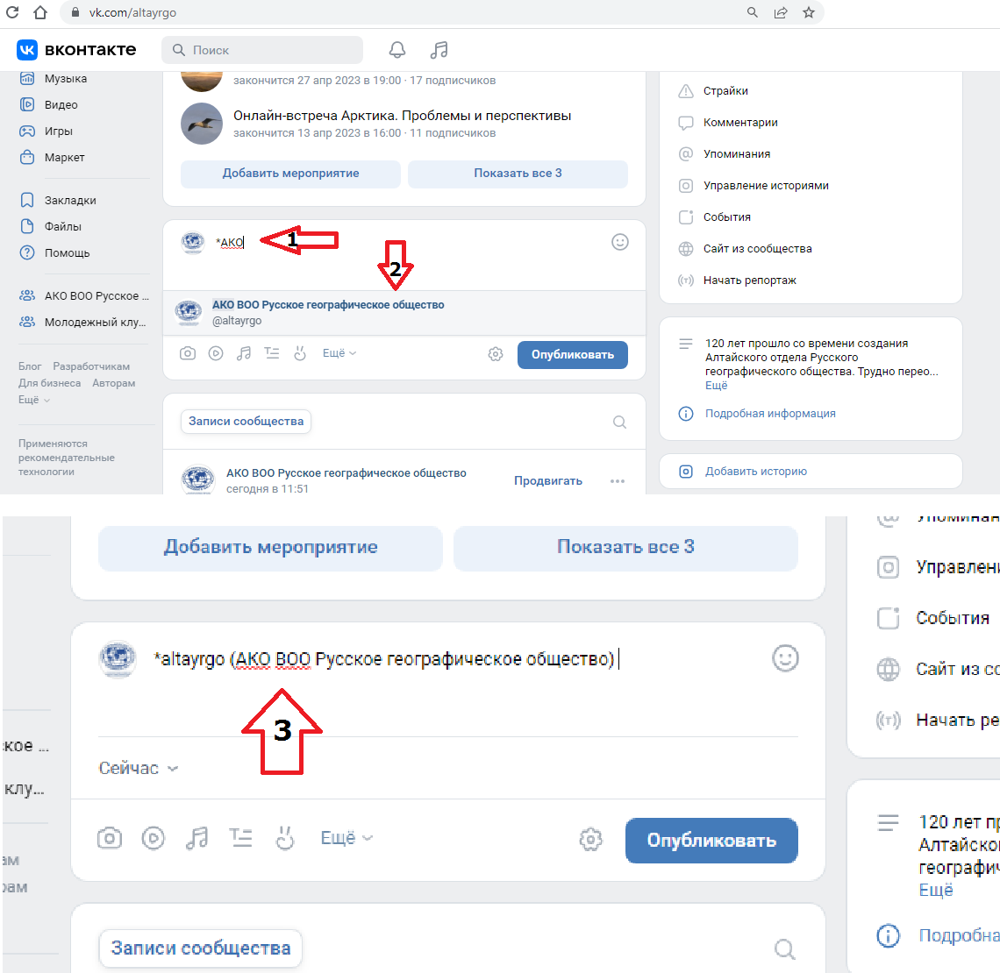 vk.com/altayrgo
вконтакте
Поиск
Музыка
Видео
Игры
Маркет
Закладки
Файлы
Помощь
АКО ВОО Русское ...
Молодежный клу...
Блог Разработчикам
Для бизнеса Авторам
Ещё
Применяются
рекомендательные
технологии
закончится 27 апр 2023 в 19:00 · 17 подписчиков
Онлайн-встреча Арктика. Проблемы и перспективы
закончится 13 апр 2023 в 16:00 · 11 подписчиков
Добавить мероприятие Показать все 3
*АКО 1
2
АКО ВОО Русское географическое общество
@altayrgo
Ещё Опубликовать
Записи сообщества
АКО ВОО Русское географическое общество
сегодня в 11:51
Продвигать
Страйки
Комментарии
Упоминания
Управление историями
События
Сайт из сообщества
Начать репортаж
120 лет прошло со времени создания
Алтайского отдела Русского
географического общества. Трудно перео...
Ещё
Подробная информация
Добавить историю
Добавить мероприятие Показать все 3
*altayrgo (АКО ВОО Русское географическое общество)
3
Сейчас
Ещё Опубликовать
Записи сообщества
ское ...
клу...
ам
рам
Упоминан
Управлени
События
Сайт из со
Начать ре
120 лет пр
Алтайског
географич
Ещё
Подробна